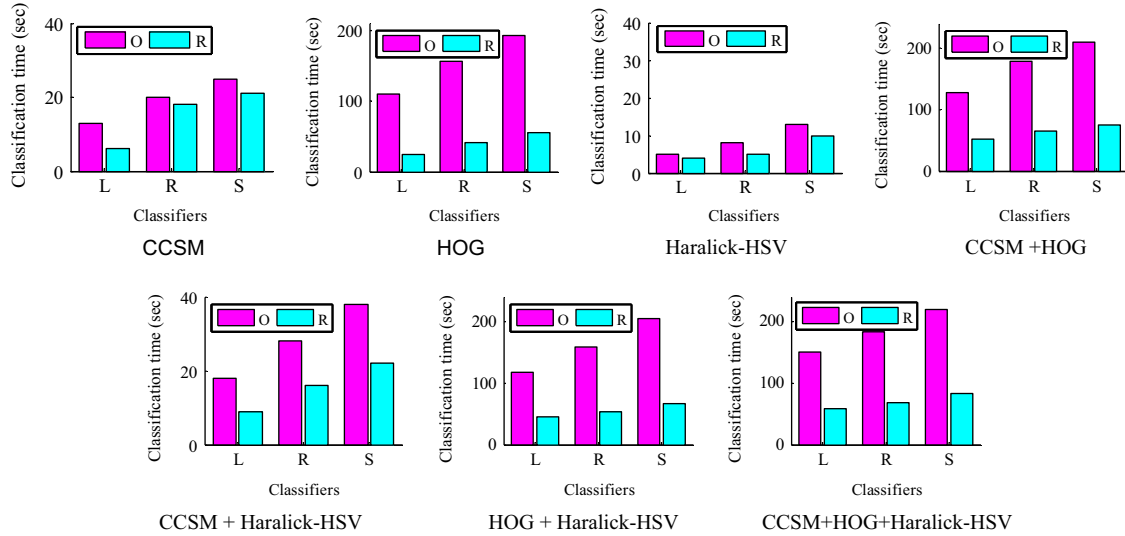 Classification time (sec)
40
20
0
O R
L R S
Classifiers
CCSM
Classification time (sec)
200
100
0
O R
L R S
Classifiers
HOG
Classification time (sec)
40
30
20
10
0
O R
L R S
Classifiers
Haralick-HSV
Classification time (sec)
200
100
0
O R
L R S
Classifiers
CCSM +HOG
Classification time (sec)
40
20
0
O R
L R S
Classifiers
CCSM + Haralick-HSV
Classification time (sec)
200
100
0
O R
L R S
Classifiers
HOG + Haralick-HSV
Classification time (sec)
200
100
0
O R
L R S
Classifiers
CCSM+HOG+Haralick-HSV